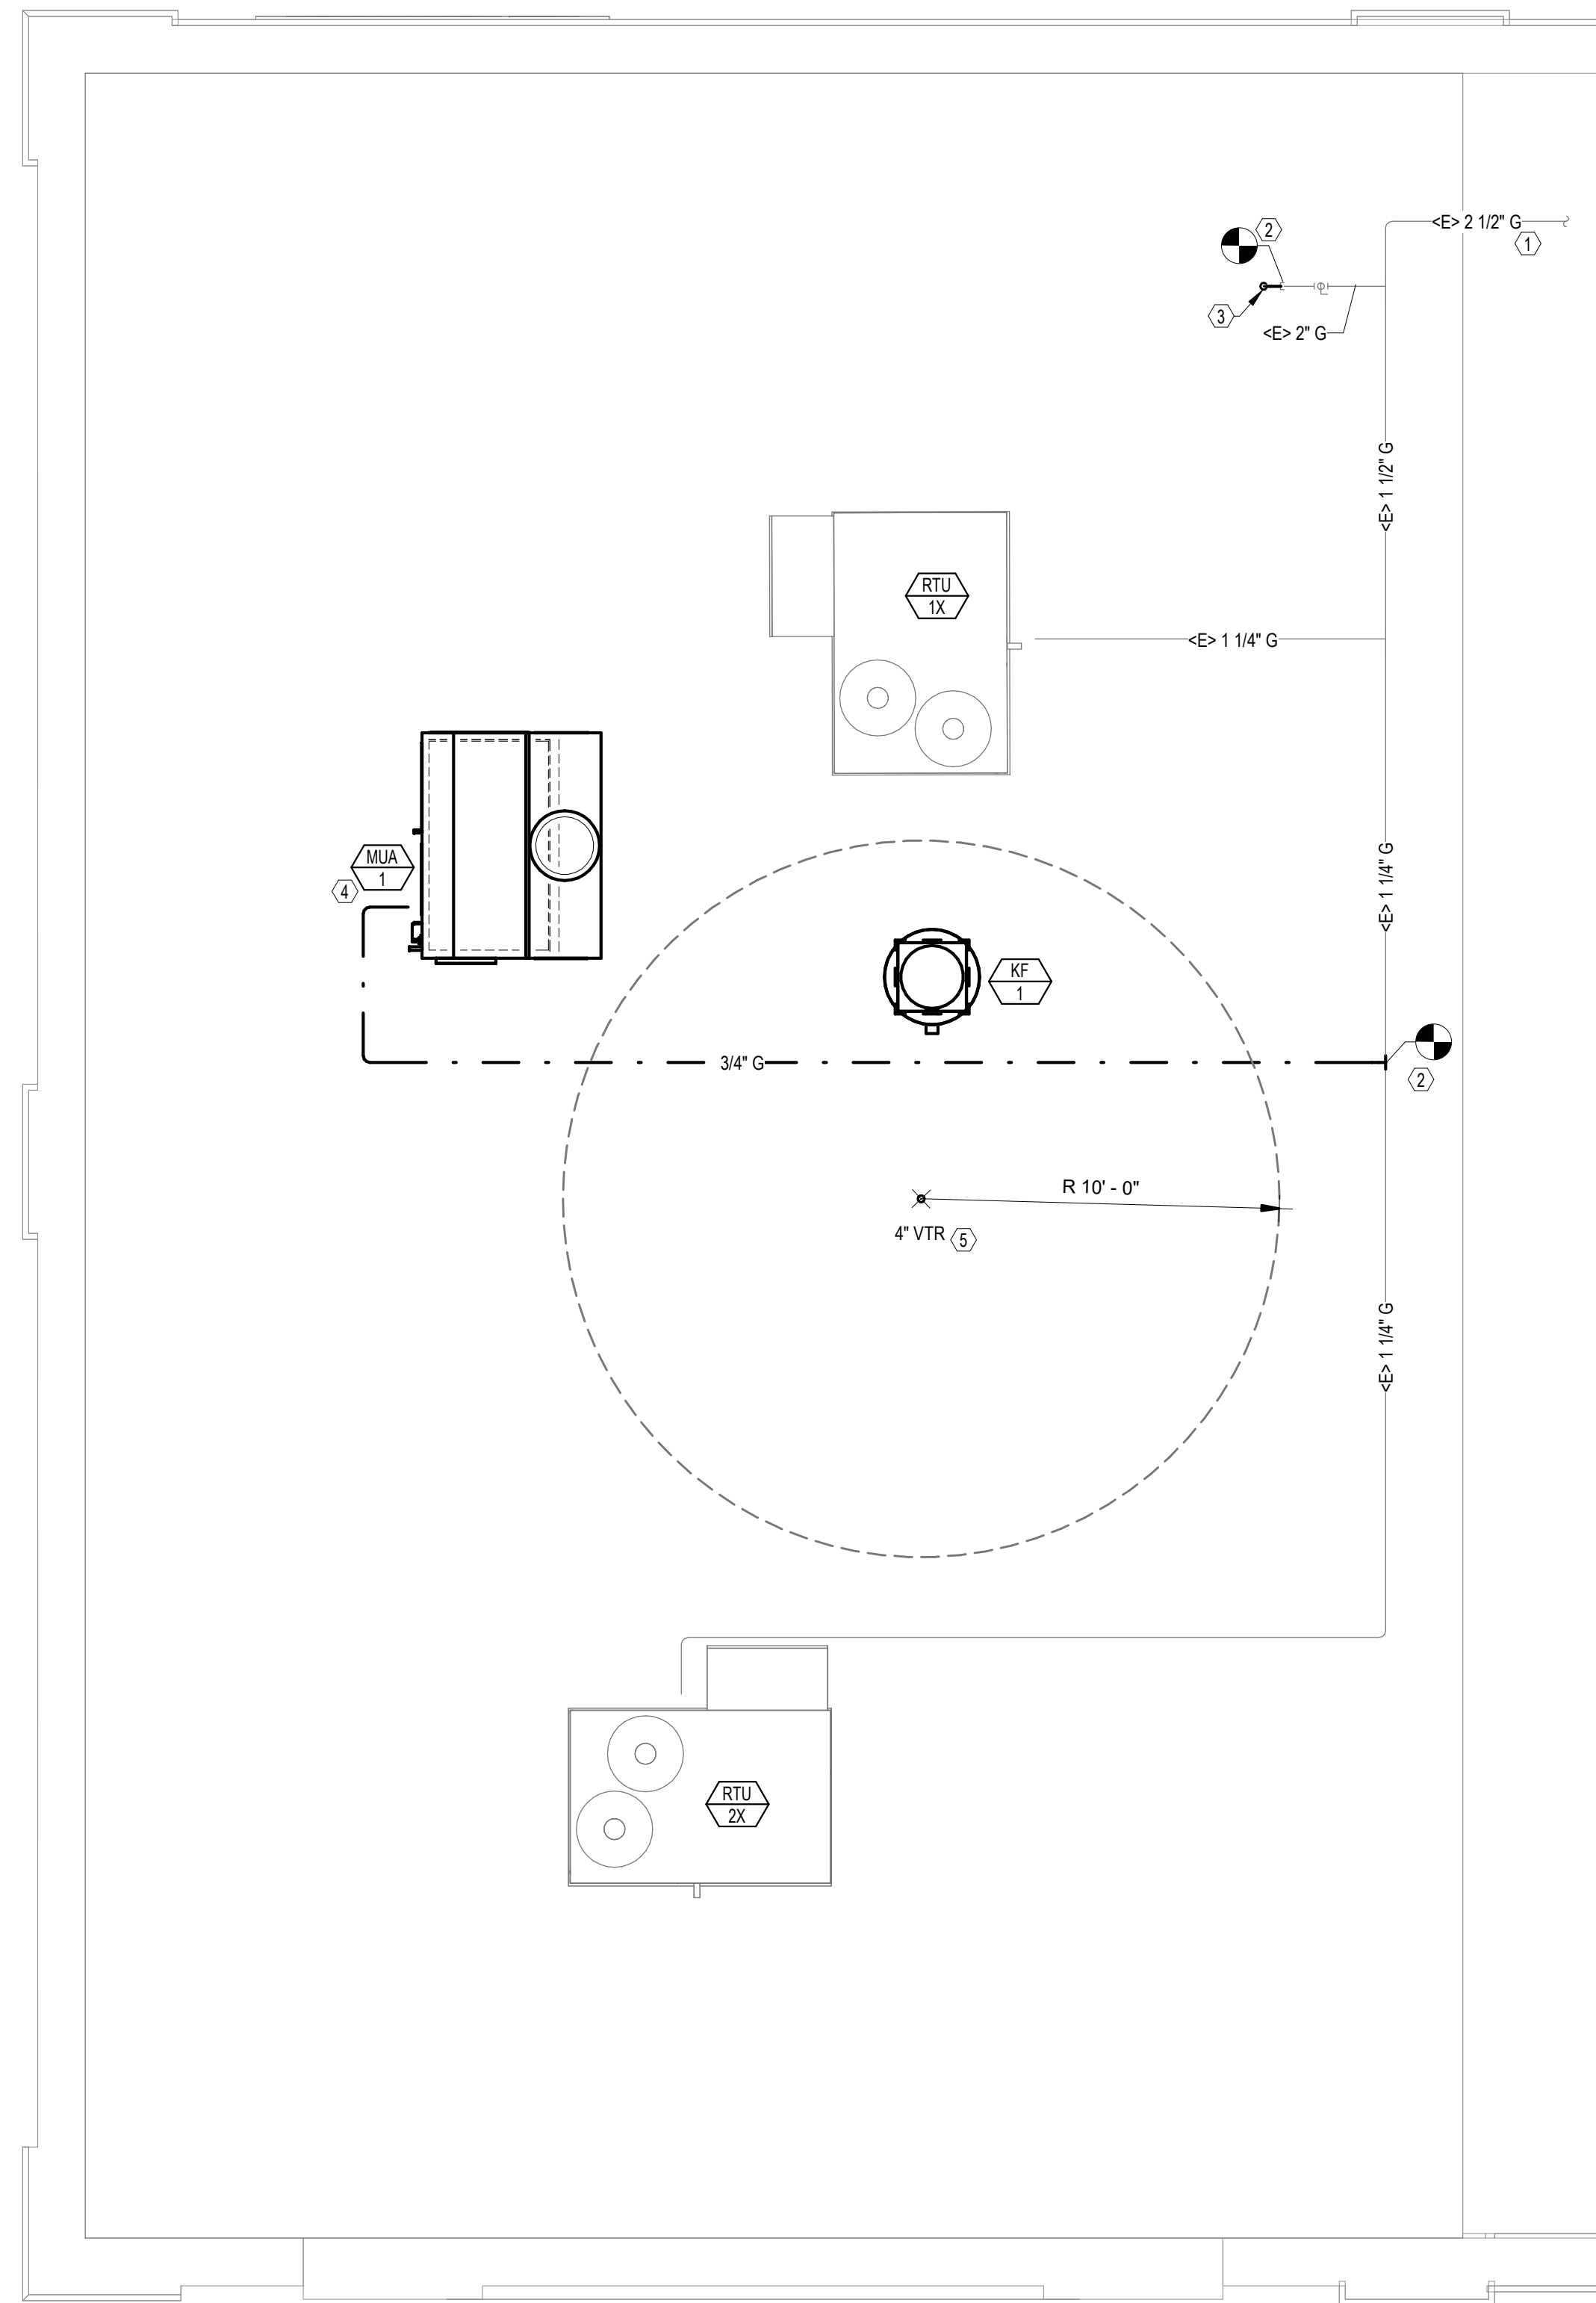 <E> 2 1/2" G
1
2
3
<E> 2" G
<E> 1 1/2" G
RTU
1X
<E> 1 1/4" G
MUA
1
4
<E> 1 1/4" G
KF
1
3/4" G
2
R 10' - 0"
4" VTR
5
<E> 1 1/4" G
RTU
2X